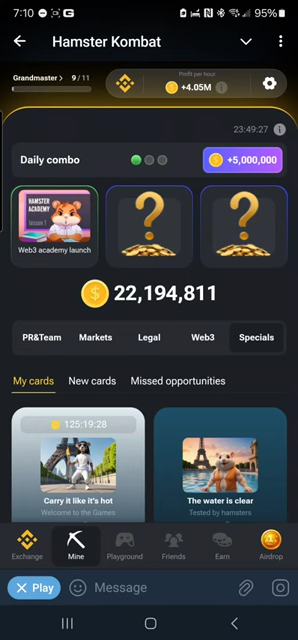 7:10
95%
Hamster Kombat
Grandmaster > 9 / 11
Profit per hour
+4.05M
23:49:27
Daily combo
+5,000,000
HAMSTER
ACADEMY
lesson 1
Web3 academy launch
22,194,811
PR&Team Markets Legal Web3 Specials
My cards New cards Missed opportunities
125:19:28
Carry it like it's hot
Welcome to the Games
The water is clear
Tested by hamsters
Exchange Mine Playground Friends Earn Airdrop
Play
Message